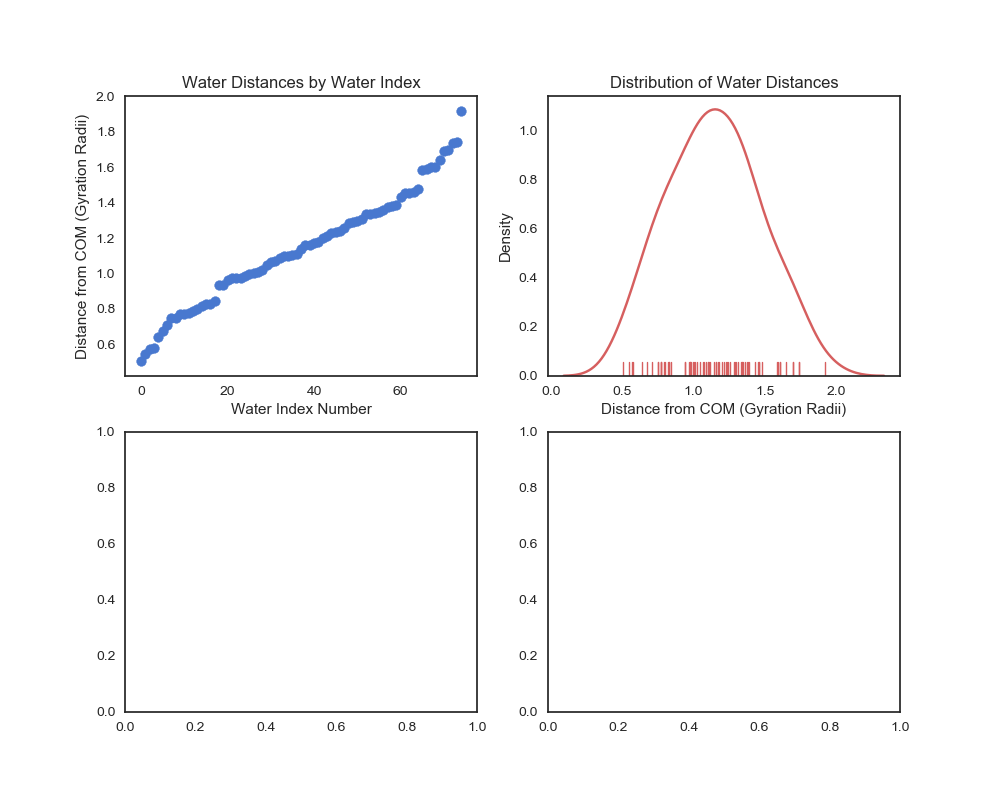 Water Distances by Water Index
Distance from COM (Gyration Radii)
2.0
1.8
1.6
1.4
1.2
1.0
0.8
0.6
0 20 40 60
Water Index Number
Distribution of Water Distances
Density
1.0
0.8
0.6
0.4
0.2
0.0
0.0 0.5 1.0 1.5 2.0
Distance from COM (Gyration Radii)
1.0
0.8
0.6
0.4
0.2
0.0
0.0 0.2 0.4 0.6 0.8 1.0
1.0
0.8
0.6
0.4
0.2
0.0
0.0 0.2 0.4 0.6 0.8 1.0